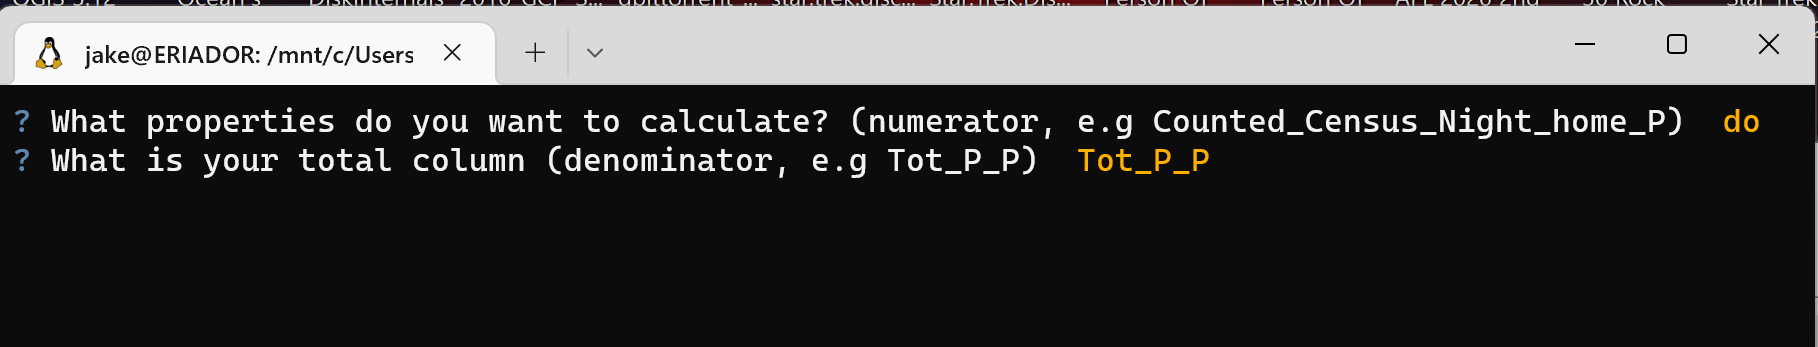 Ocean's
jake@ERIADOR: /mnt/c/Users
? What properties do you want to calculate? (numerator, e.g Counted_Census_Night_home_P)  do
? What is your total column (denominator, e.g Tot_P_P)  Tot_P_P